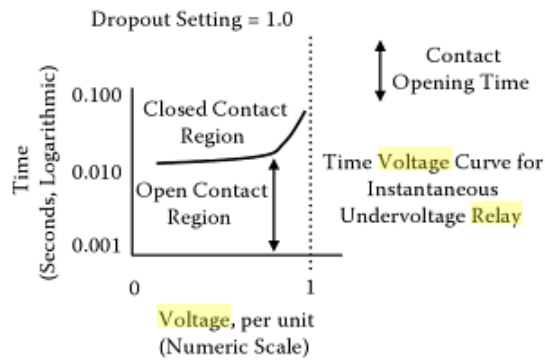 Dropout Setting = 1.0
Contact
Opening Time
Time
(Seconds, Logarithmic)
0.100
0.010
0.001
Closed Contact
Region
Open Contact
Region
Time Voltage Curve for
Instantaneous
Undervoltage Relay
0
1
Voltage, per unit
(Numeric Scale)